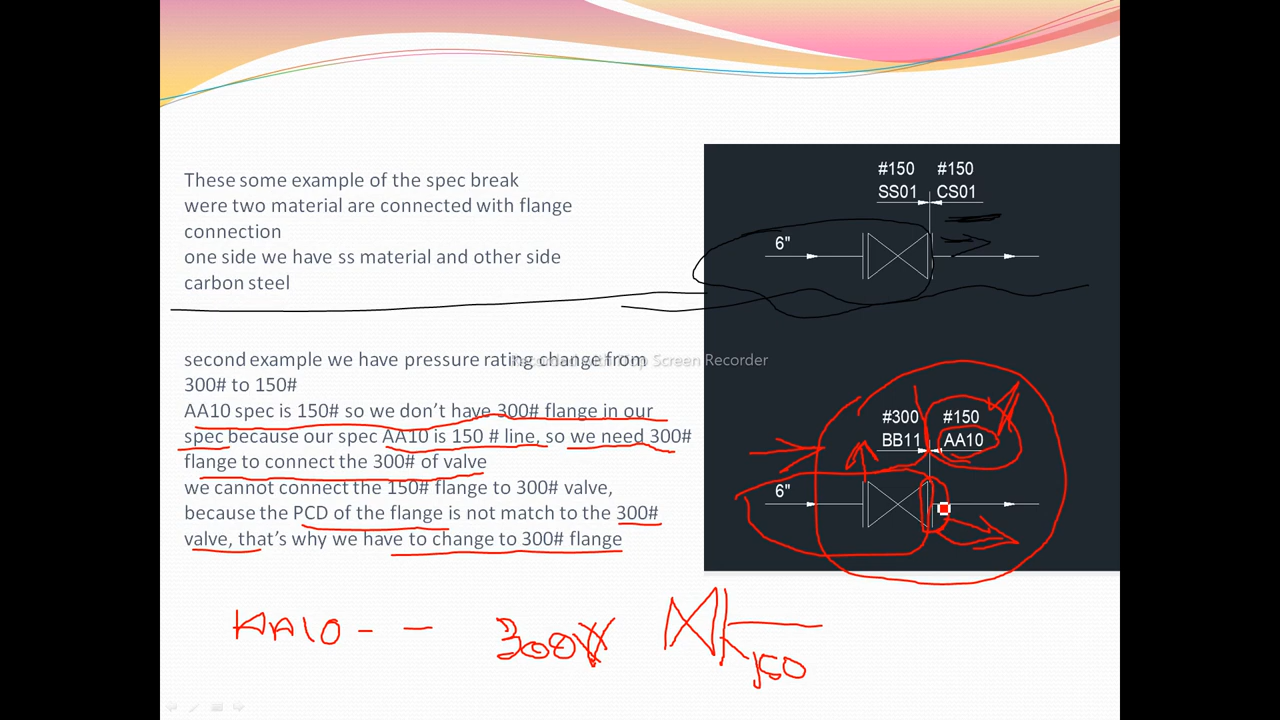 These some example of the spec break
were two material are connected with flange
connection
one side we have ss material and other side
carbon steel
#150 #150
SS01 CS01
6"
second example we have pressure rating change from
300# to 150#
AA10 spec is 150# so we don't have 300# flange in our
spec because our spec AA10 is 150 # line, so we need 300#
flange to connect the 300# of valve
we cannot connect the 150# flange to 300# valve,
because the PCD of the flange is not match to the 300#
valve, that's why we have to change to 300# flange
Screen Recorder
#300 #150
BB11 AA10
6"
AA10 - -
300#
150